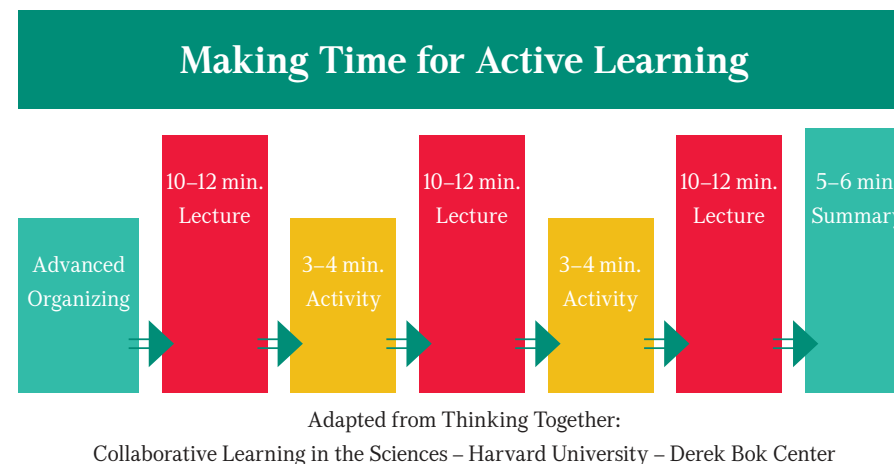 Making Time for Active Learning
Advanced
Organizing
10–12 min.
Lecture
3–4 min.
Activity
10–12 min.
Lecture
3–4 min.
Activity
10–12 min.
Lecture
5–6 min
Summary
Adapted from Thinking Together:
Collaborative Learning in the Sciences – Harvard University – Derek Bok Center